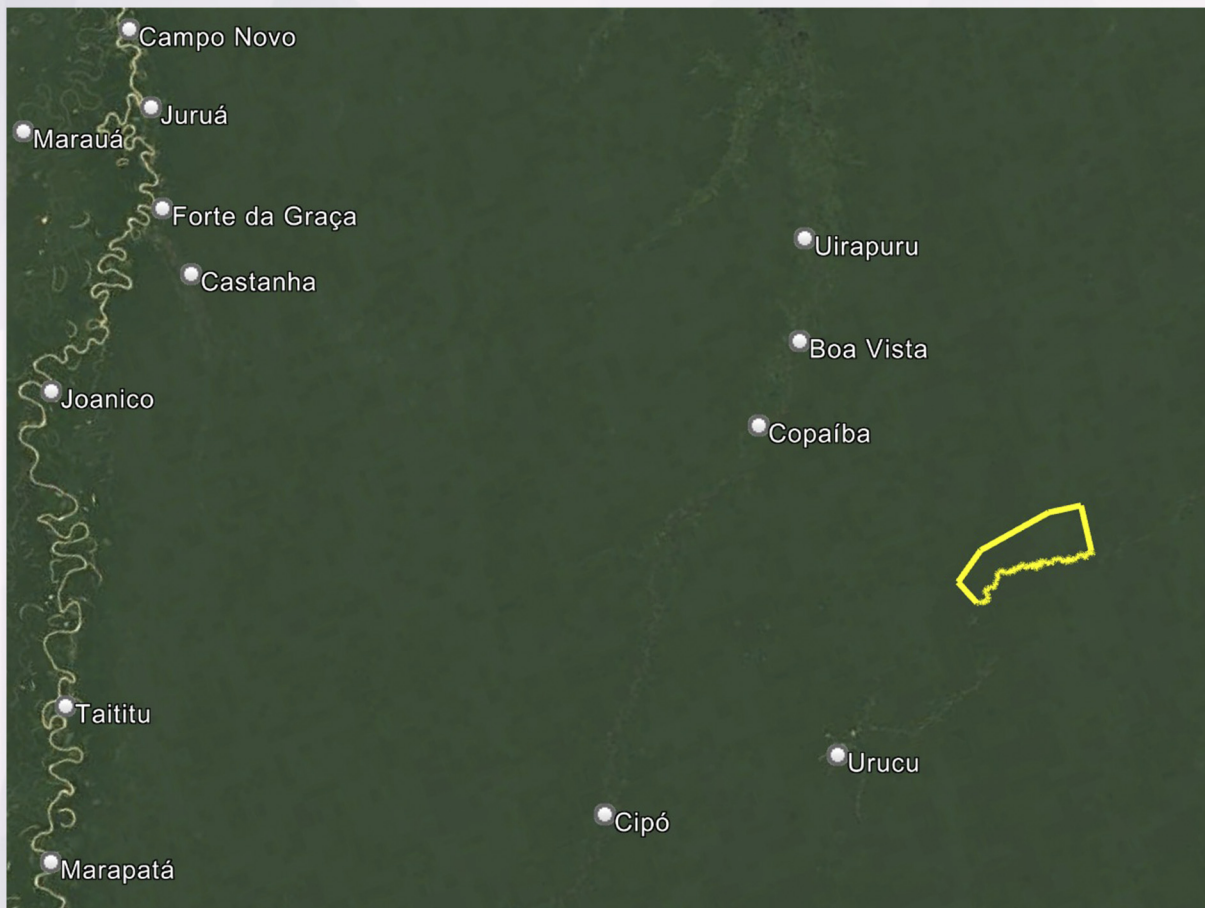 Campo Novo
Juruá
Marauá
Forte da Graça
Uirapuru
Castanha
Boa Vista
Joanico
Copaíba
Taititu
Urucu
Cipó
Marapatá